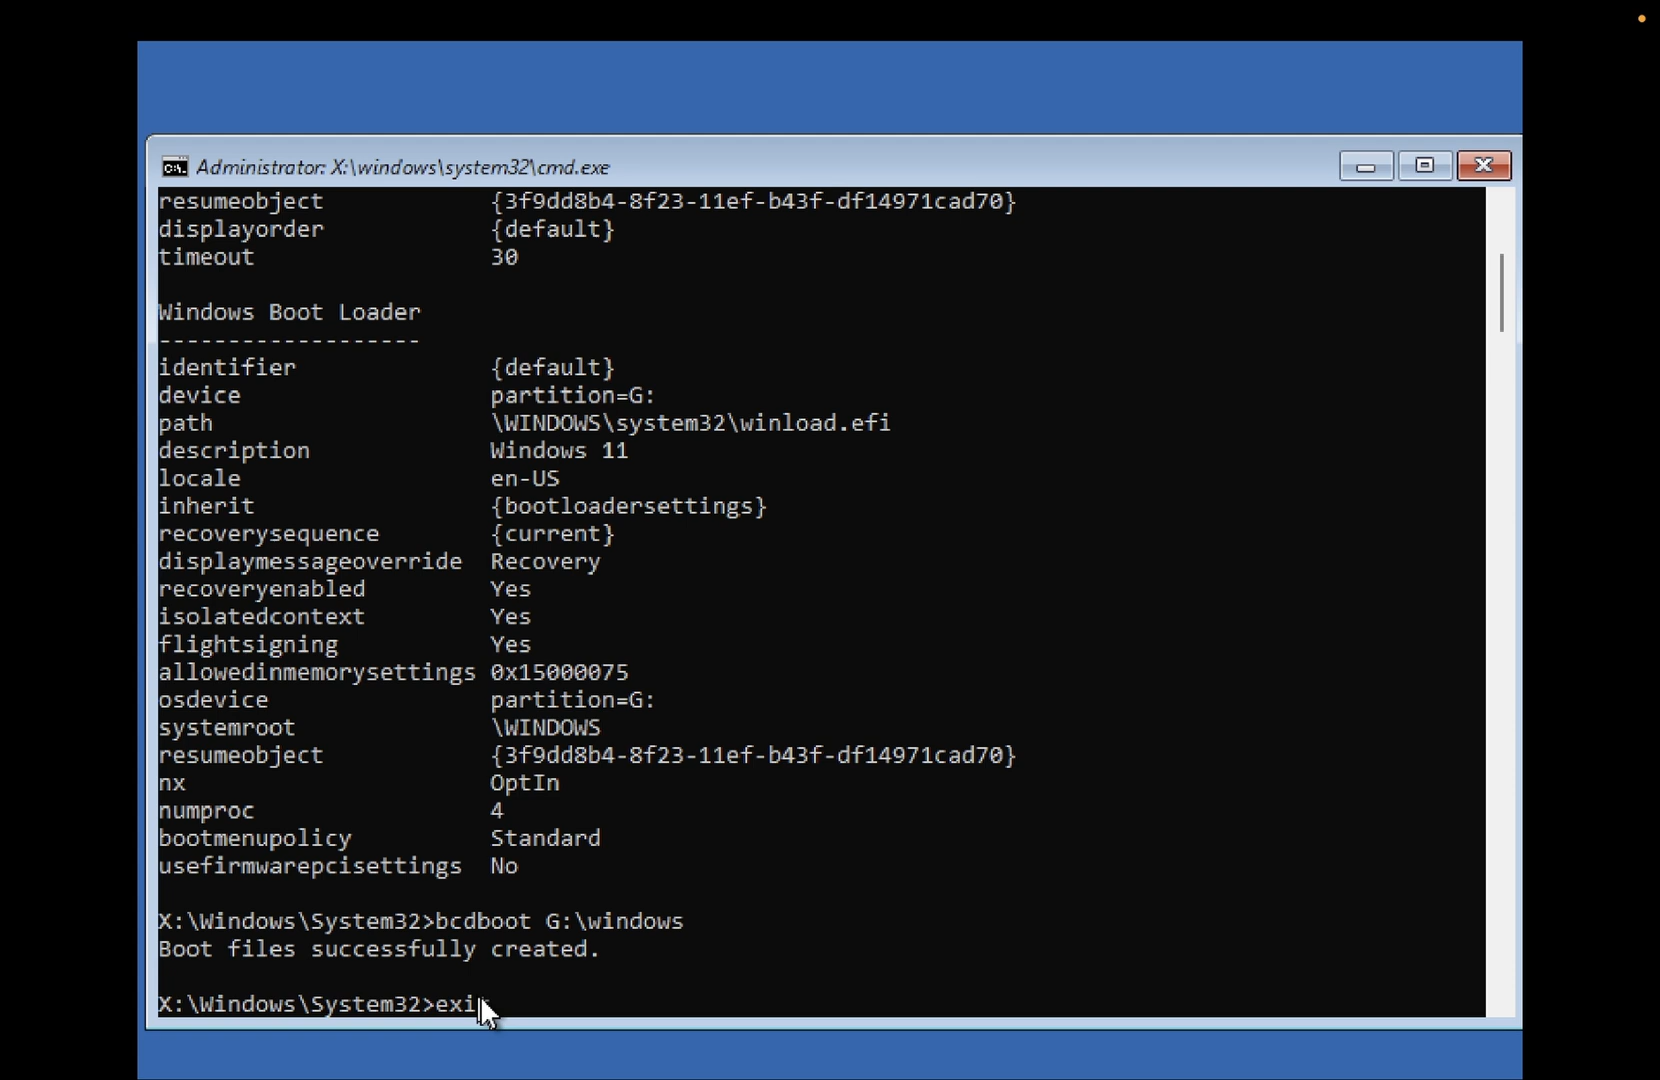 Administrator: X:\windows\system32\cmd.exe
resumeobject {3f9dd8b4-8f23-11ef-b43f-df14971cad70}
displayorder {default}
timeout 30
Windows Boot Loader
-------------------
identifier {default}
device partition=G:
path \WINDOWS\system32\winload.efi
description Windows 11
locale en-US
inherit {bootloadersettings}
recoverysequence {current}
displaymessageoverride Recovery
recoveryenabled Yes
isolatedcontext Yes
flightsigning Yes
allowedinmemorysettings 0x15000075
osdevice partition=G:
systemroot \WINDOWS
resumeobject {3f9dd8b4-8f23-11ef-b43f-df14971cad70}
nx OptIn
numproc 4
bootmenupolicy Standard
usefirmwarepcisettings No
X:\Windows\System32>bcdboot G:\windows
Boot files successfully created.
X:\Windows\System32>exit